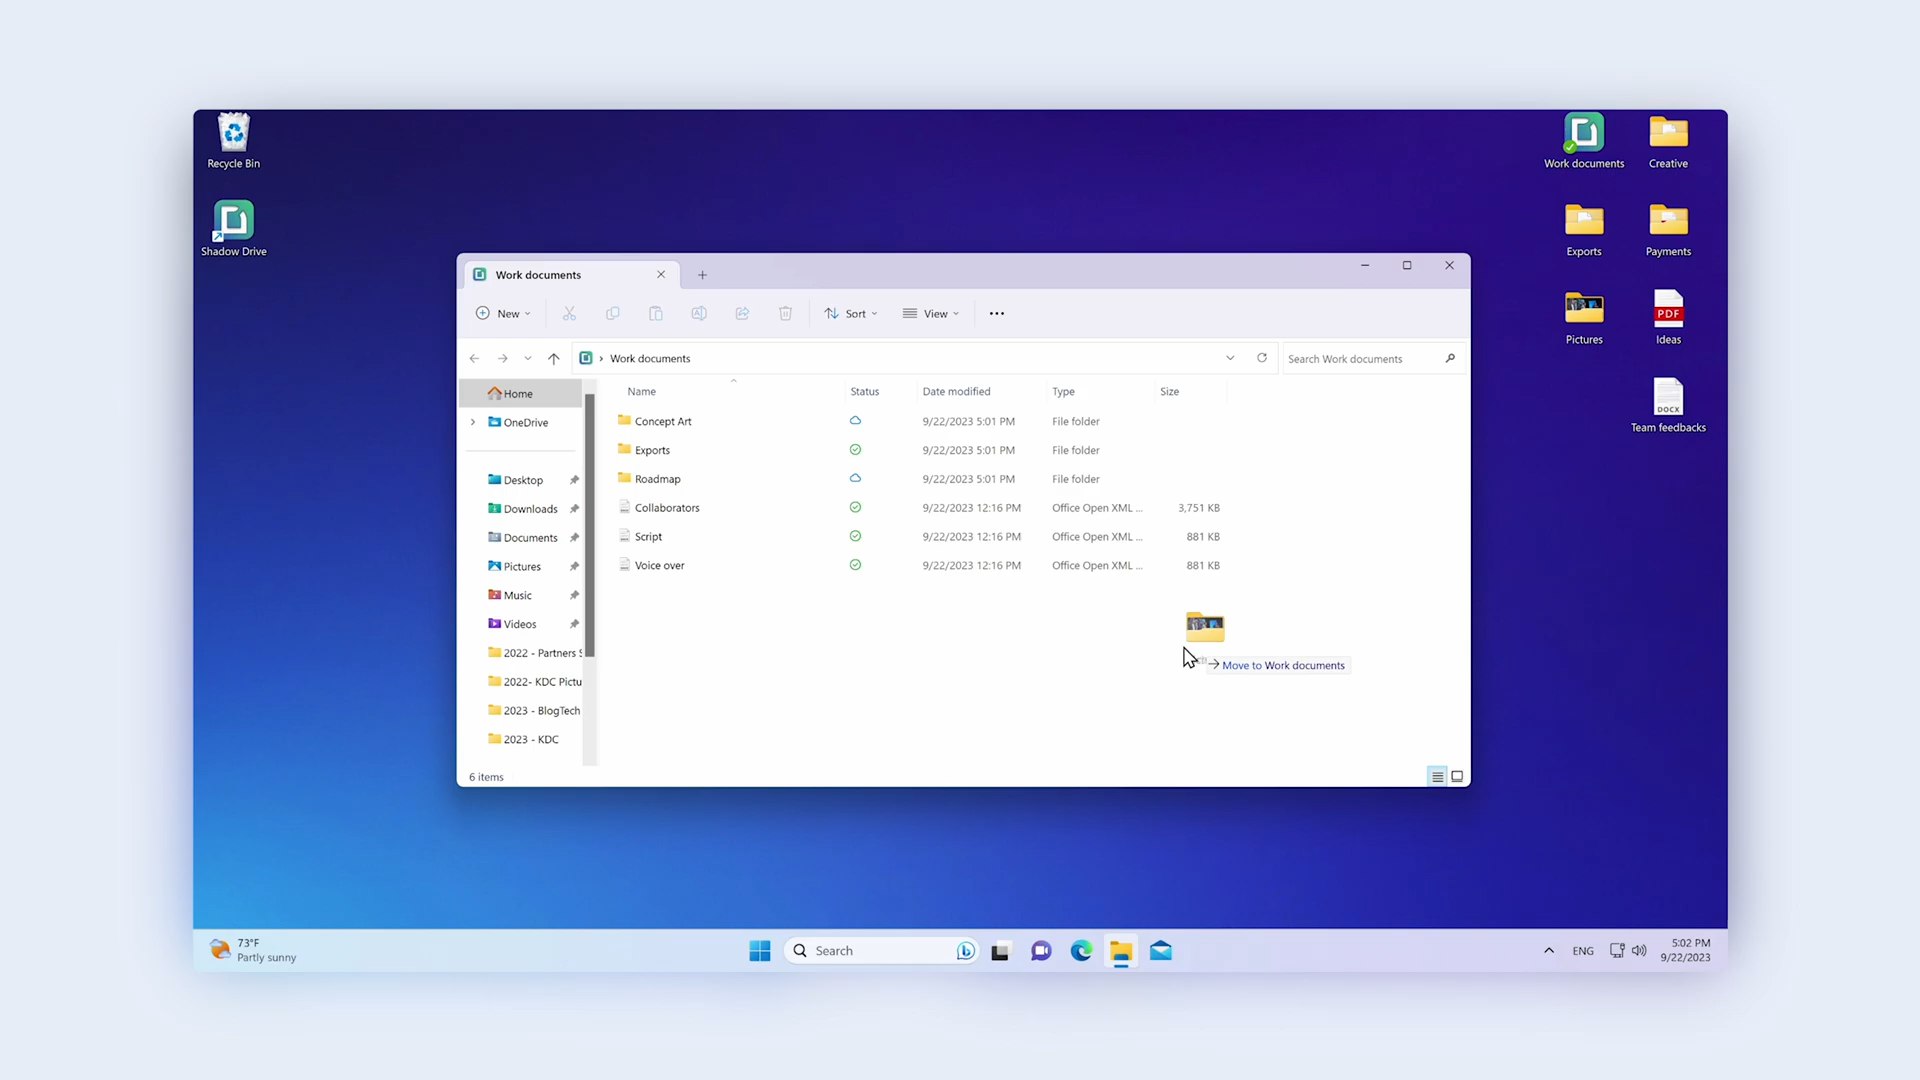 Recycle Bin
Shadow Drive
Work documents
Creative
Exports
Payments
Pictures
PDF
Ideas
DOCX
Team feedbacks
Work documents
New
Sort
View
Work documents
Search Work documents
Home
OneDrive
Desktop
Downloads
Documents
Pictures
Music
Videos
2022 - Partners S
2022- KDC Pictu
2023 - BlogTech
2023 - KDC
Name Status Date modified Type Size
Concept Art 9/22/2023 5:01 PM File folder
Exports 9/22/2023 5:01 PM File folder
Roadmap 9/22/2023 5:01 PM File folder
Collaborators 9/22/2023 12:16 PM Office Open XML ... 3,751 KB
Script 9/22/2023 12:16 PM Office Open XML ... 881 KB
Voice over 9/22/2023 12:16 PM Office Open XML ... 881 KB
Move to Work documents
6 items
73°F
Partly sunny
Search
ENG
5:02 PM
9/22/2023